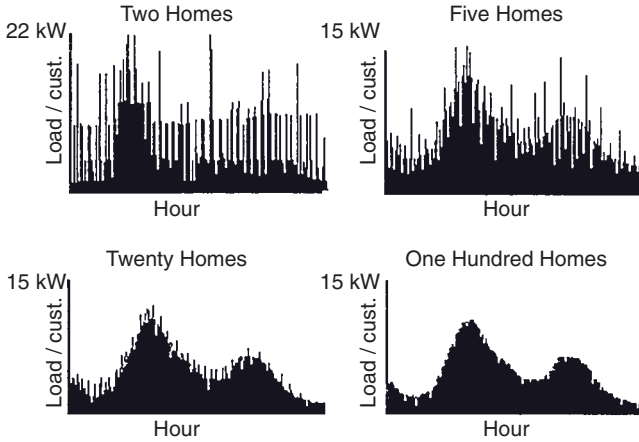 Two Homes
22 kW
Load / cust.
Hour
Five Homes
15 kW
Load / cust.
Hour
Twenty Homes
15 kW
Load / cust.
Hour
One Hundred Homes
15 kW
Load / cust.
Hour